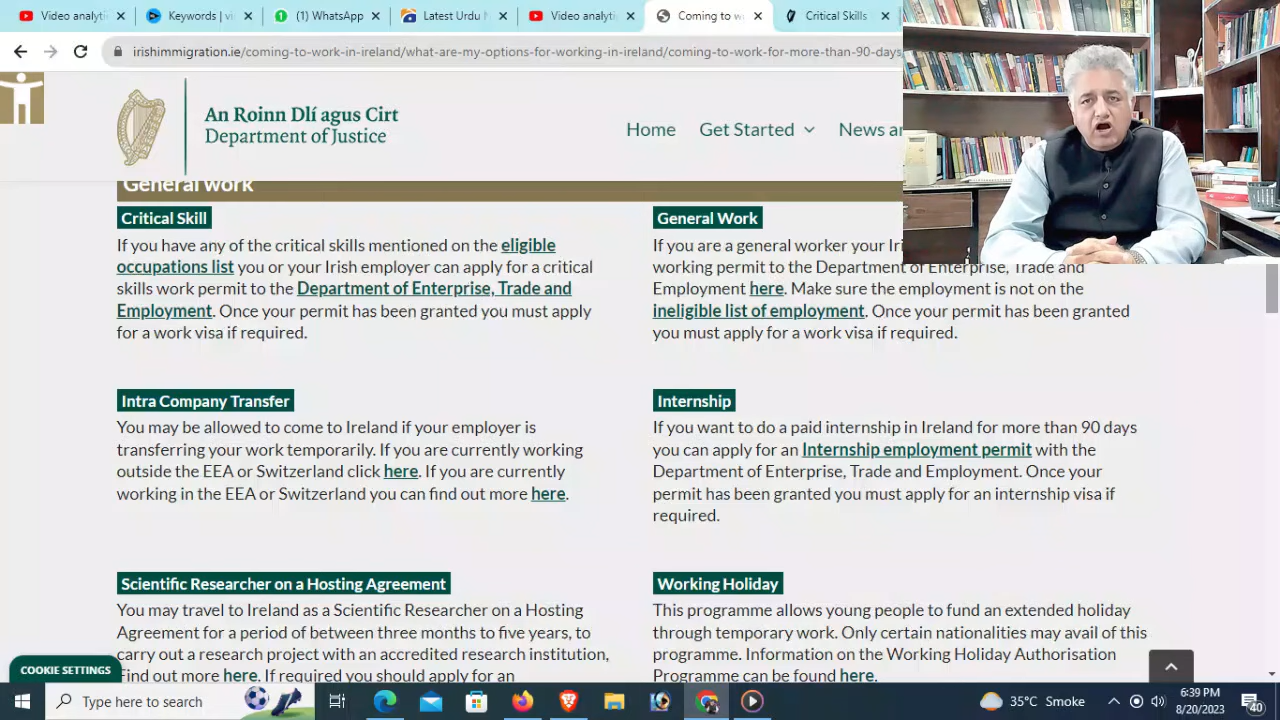 Video analyti
Keywords | vi
(1) WhatsApp
Latest Urdu N
Video analyti
Coming to w
Critical Skills
irishimmigration.ie/coming-to-work-in-ireland/what-are-my-options-for-working-in-ireland/coming-to-work-for-more-than-90-days
An Roinn Dlí agus Cirt
Department of Justice
Home
Get Started
News an
General work
Critical Skill
If you have any of the critical skills mentioned on the eligible
occupations list you or your Irish employer can apply for a critical
skills work permit to the Department of Enterprise, Trade and
Employment. Once your permit has been granted you must apply
for a work visa if required.
General Work
If you are a general worker your Iri
working permit to the Department of Enterprise, Trade and
Employment here. Make sure the employment is not on the
ineligible list of employment. Once your permit has been granted
you must apply for a work visa if required.
Intra Company Transfer
You may be allowed to come to Ireland if your employer is
transferring your work temporarily. If you are currently working
outside the EEA or Switzerland click here. If you are currently
working in the EEA or Switzerland you can find out more here.
Internship
If you want to do a paid internship in Ireland for more than 90 days
you can apply for an Internship employment permit with the
Department of Enterprise, Trade and Employment. Once your
permit has been granted you must apply for an internship visa if
required.
Scientific Researcher on a Hosting Agreement
You may travel to Ireland as a Scientific Researcher on a Hosting
Agreement for a period of between three months to five years, to
carry out a research project with an accredited research institution,
Find out more here. If required you should apply for an
Working Holiday
This programme allows young people to fund an extended holiday
through temporary work. Only certain nationalities may avail of this
programme. Information on the Working Holiday Authorisation
Programme can be found here.
COOKIE SETTINGS
Type here to search
35°C Smoke
6:39 PM
8/20/2023
40